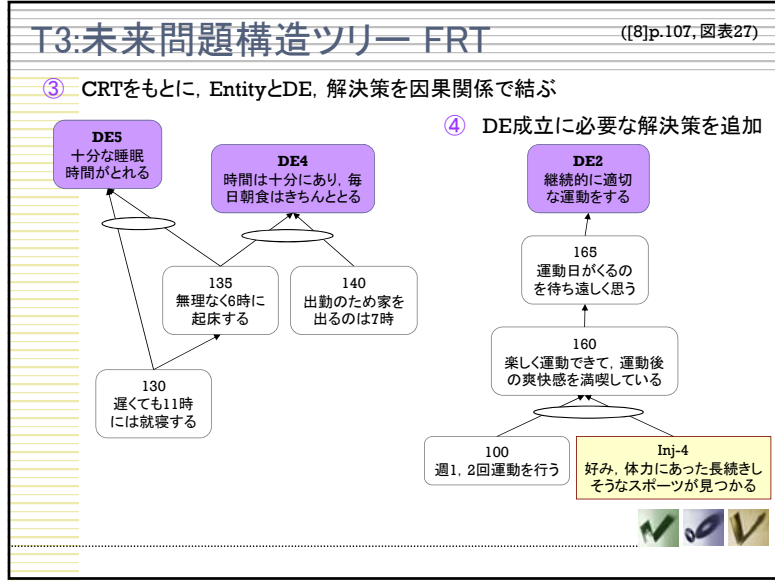 T3:未来問題構造ツリー FRT
([8]p.107,図表27)
③ CRTをもとに, EntityとDE, 解決策を因果関係で結ぶ
④ DE成立に必要な解決策を追加
DE5
十分な睡眠
時間がとれる
DE4
時間は十分にあり, 毎
日朝食はきちんととる
DE2
継続的に適切
な運動をする
165
運動日がくるの
を待ち遠しく思う
135
無理なく6時に
起床する
140
出勤のため家を
出るのは7時
160
楽しく運動できて, 運動後
の爽快感を満喫している
130
遅くても11時
には就寝する
100
週1, 2回運動を行う
Inj-4
好み, 体力にあった長続きし
そうなスポーツが見つかる